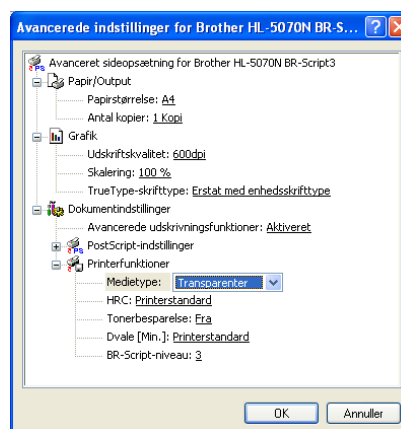 Avancerede indstillinger for Brother HL-5070N BR-S...
Avanceret sideopsætning for Brother HL-5070N BR-Script3
Papir/Output
Papirstørrelse: A4
Antal kopier: 1 Kopi
Grafik
Udskriftskvalitet: 600dpi
Skalering: 100 %
TrueType-skrifttype: Erstat med enhedsskrifttype
Dokumentindstillinger
Avancerede udskrivningsfunktioner: Aktiveret
PostScript-indstillinger
Printerfunktioner
Medietype: Transparenter
HRC: Printerstandard
Tonerbesparelse: Fra
Dvale [Min.]: Printerstandard
BR-Script-niveau: 3
OK Annuller